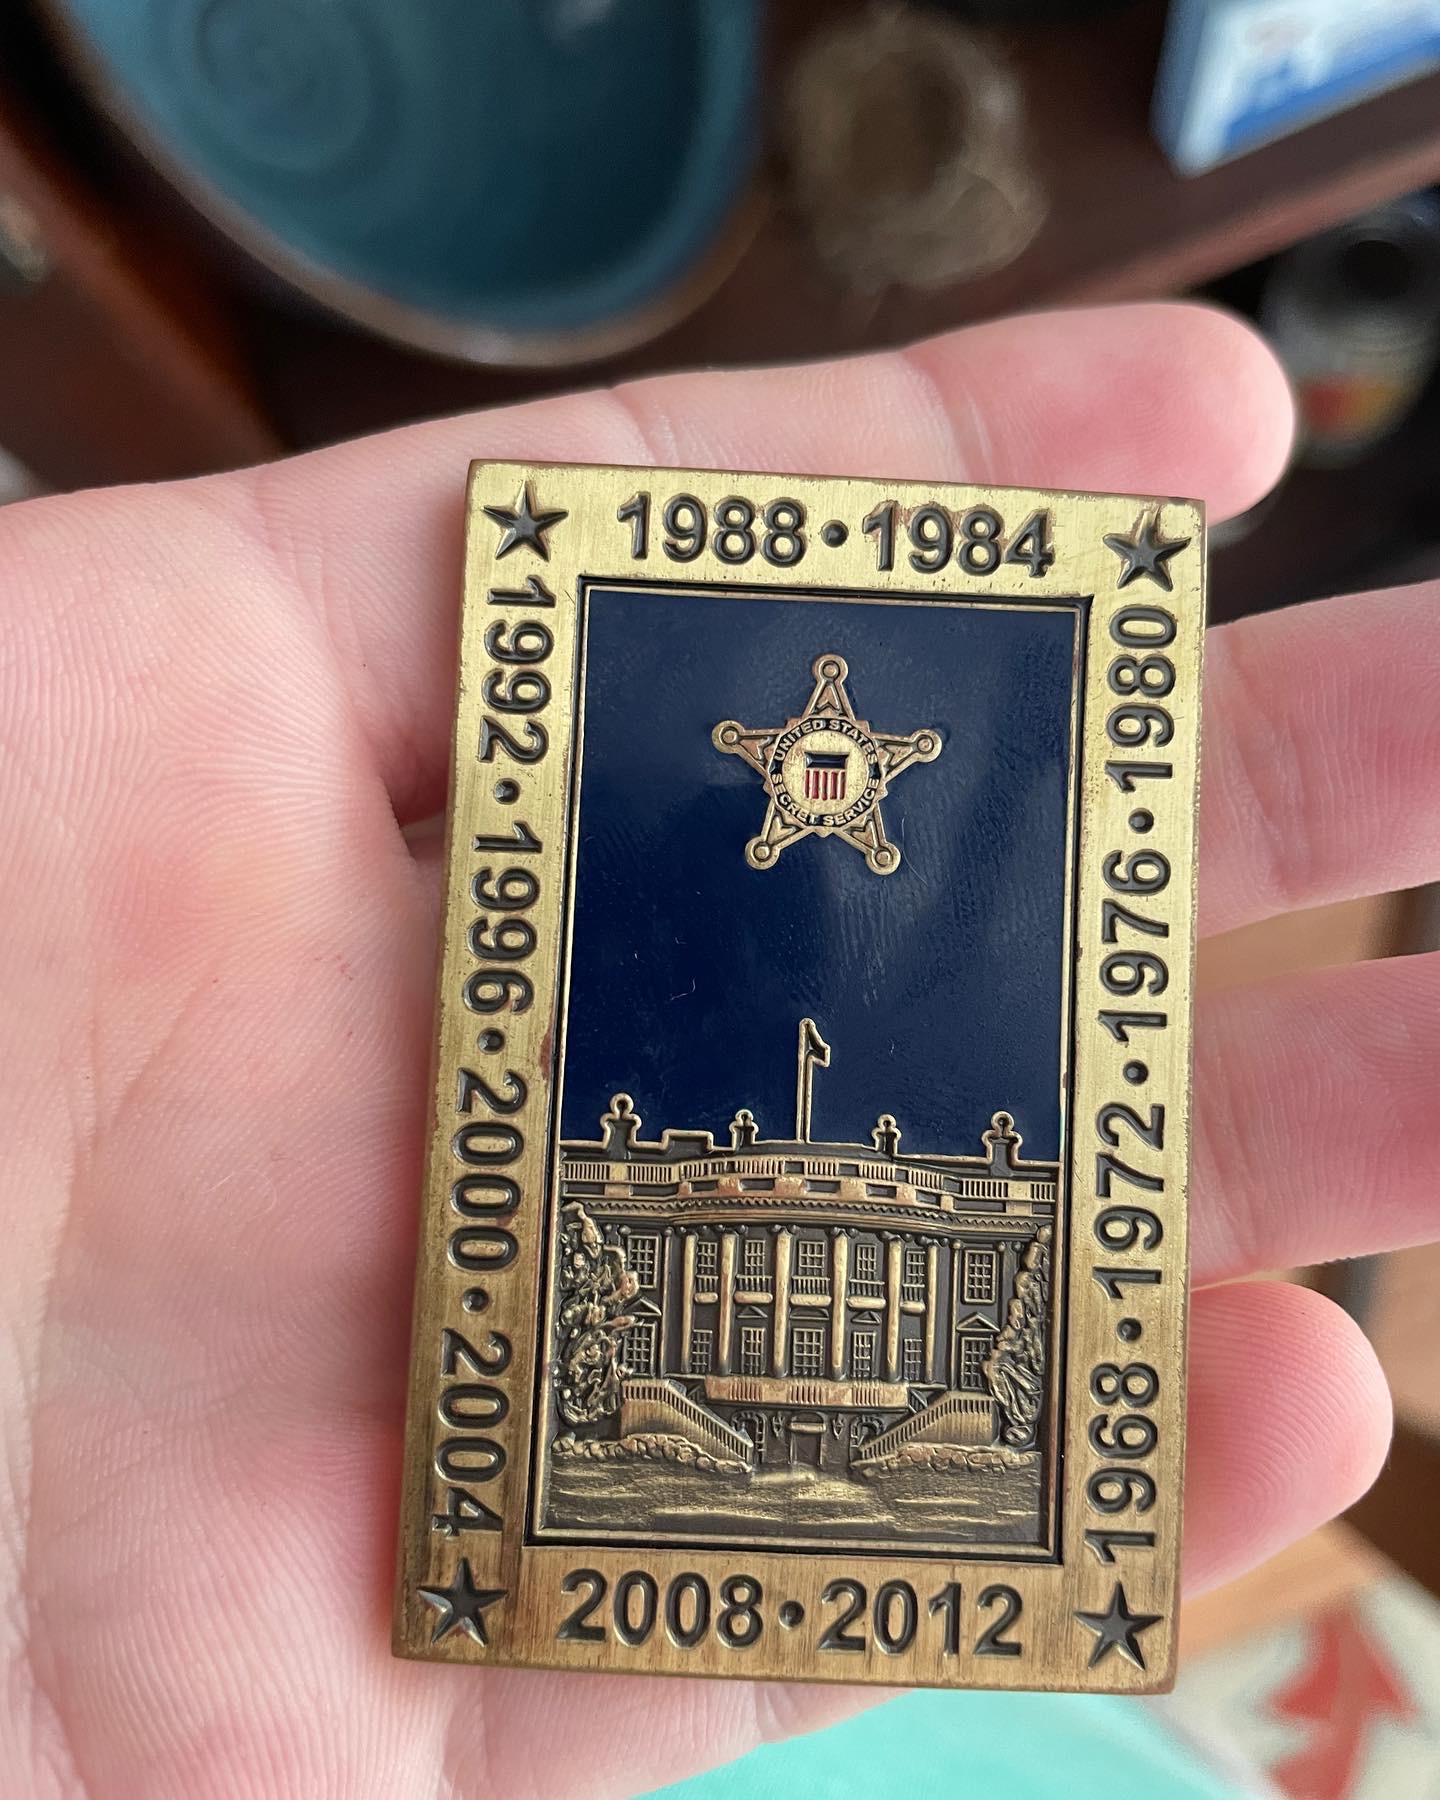 1988 • 1984
1992 • 1996 • 2000 • 2004
UNITED STATES
SECRET SERVICE
1968 • 1972 • 1976 • 1980
2008 • 2012